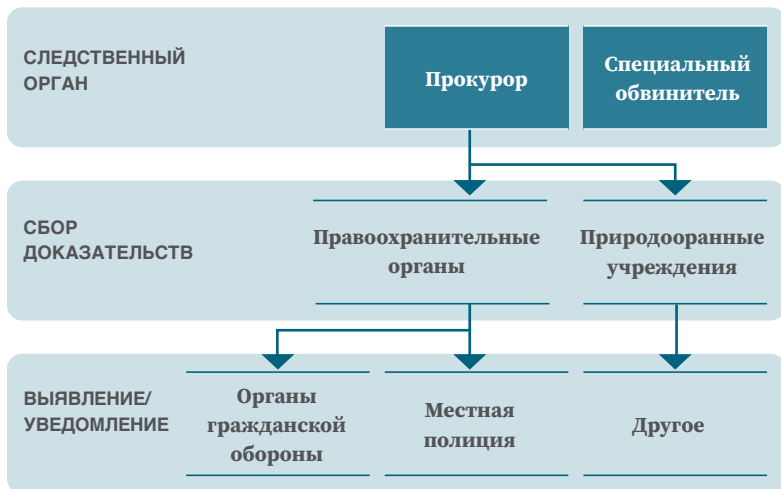 СЛЕДСТВЕННЫЙ
ОРГАН
Прокурор
Специальный
обвинитель
СБОР
ДОКАЗАТЕЛЬСТВ
Правоохранительные
органы
Природооранные
учреждения
ВЫЯВЛЕНИЕ/
УВЕДОМЛЕНИЕ
Органы
гражданской
обороны
Местная
полиция
Другое